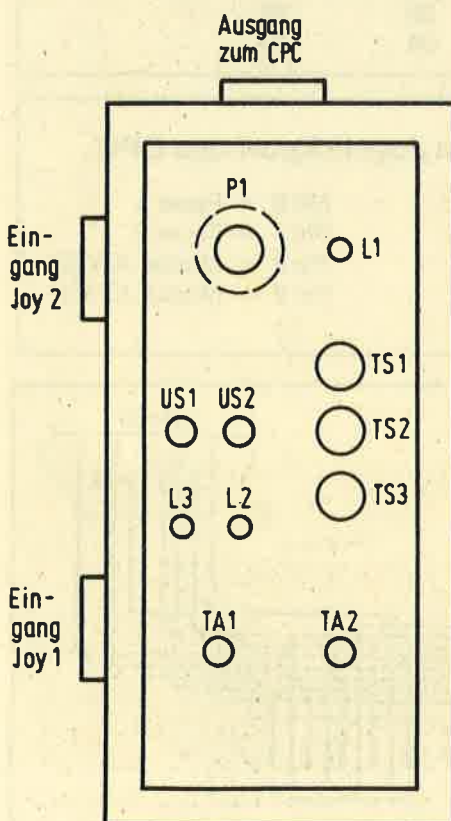 Ausgang
zum CPC
P1
L1
Ein-
gang
Joy 2
TS1
US1 US2
TS2
L3 L2
TS3
Ein-
gang
Joy 1
TA1 TA2